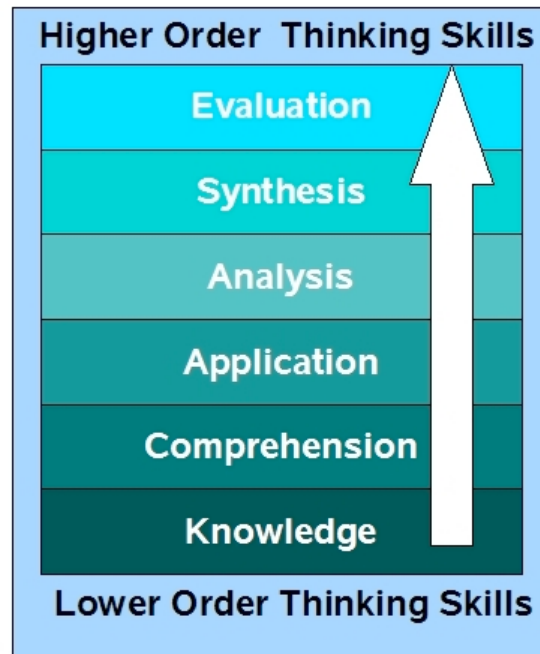 Higher Order Thinking Skills
Evaluation
Synthesis
Analysis
Application
Comprehension
Knowledge
Lower Order Thinking Skills